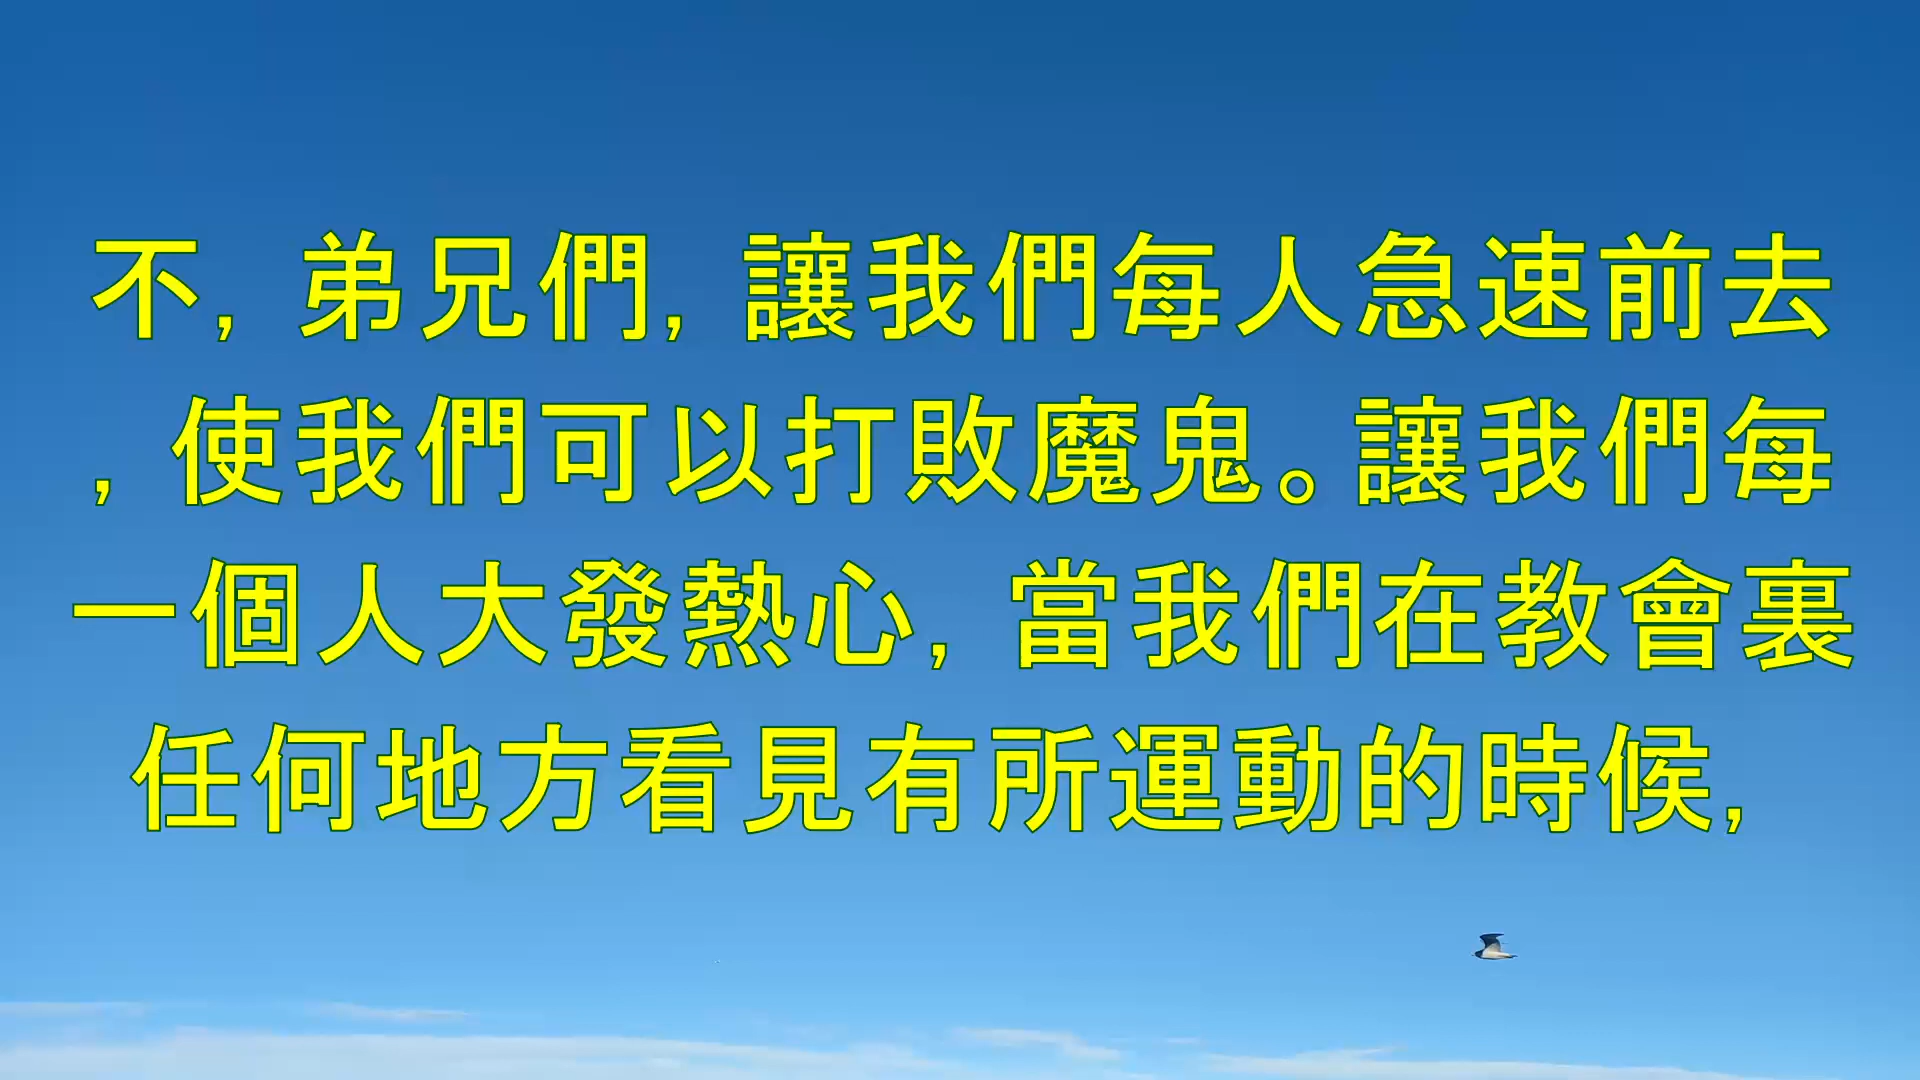 不, 弟兄們, 讓我們每人急速前去
, 使我們可以打敗魔鬼。讓我們每
一個人大發熱心, 當我們在教會裏
任何地方看見有所運動的時候,